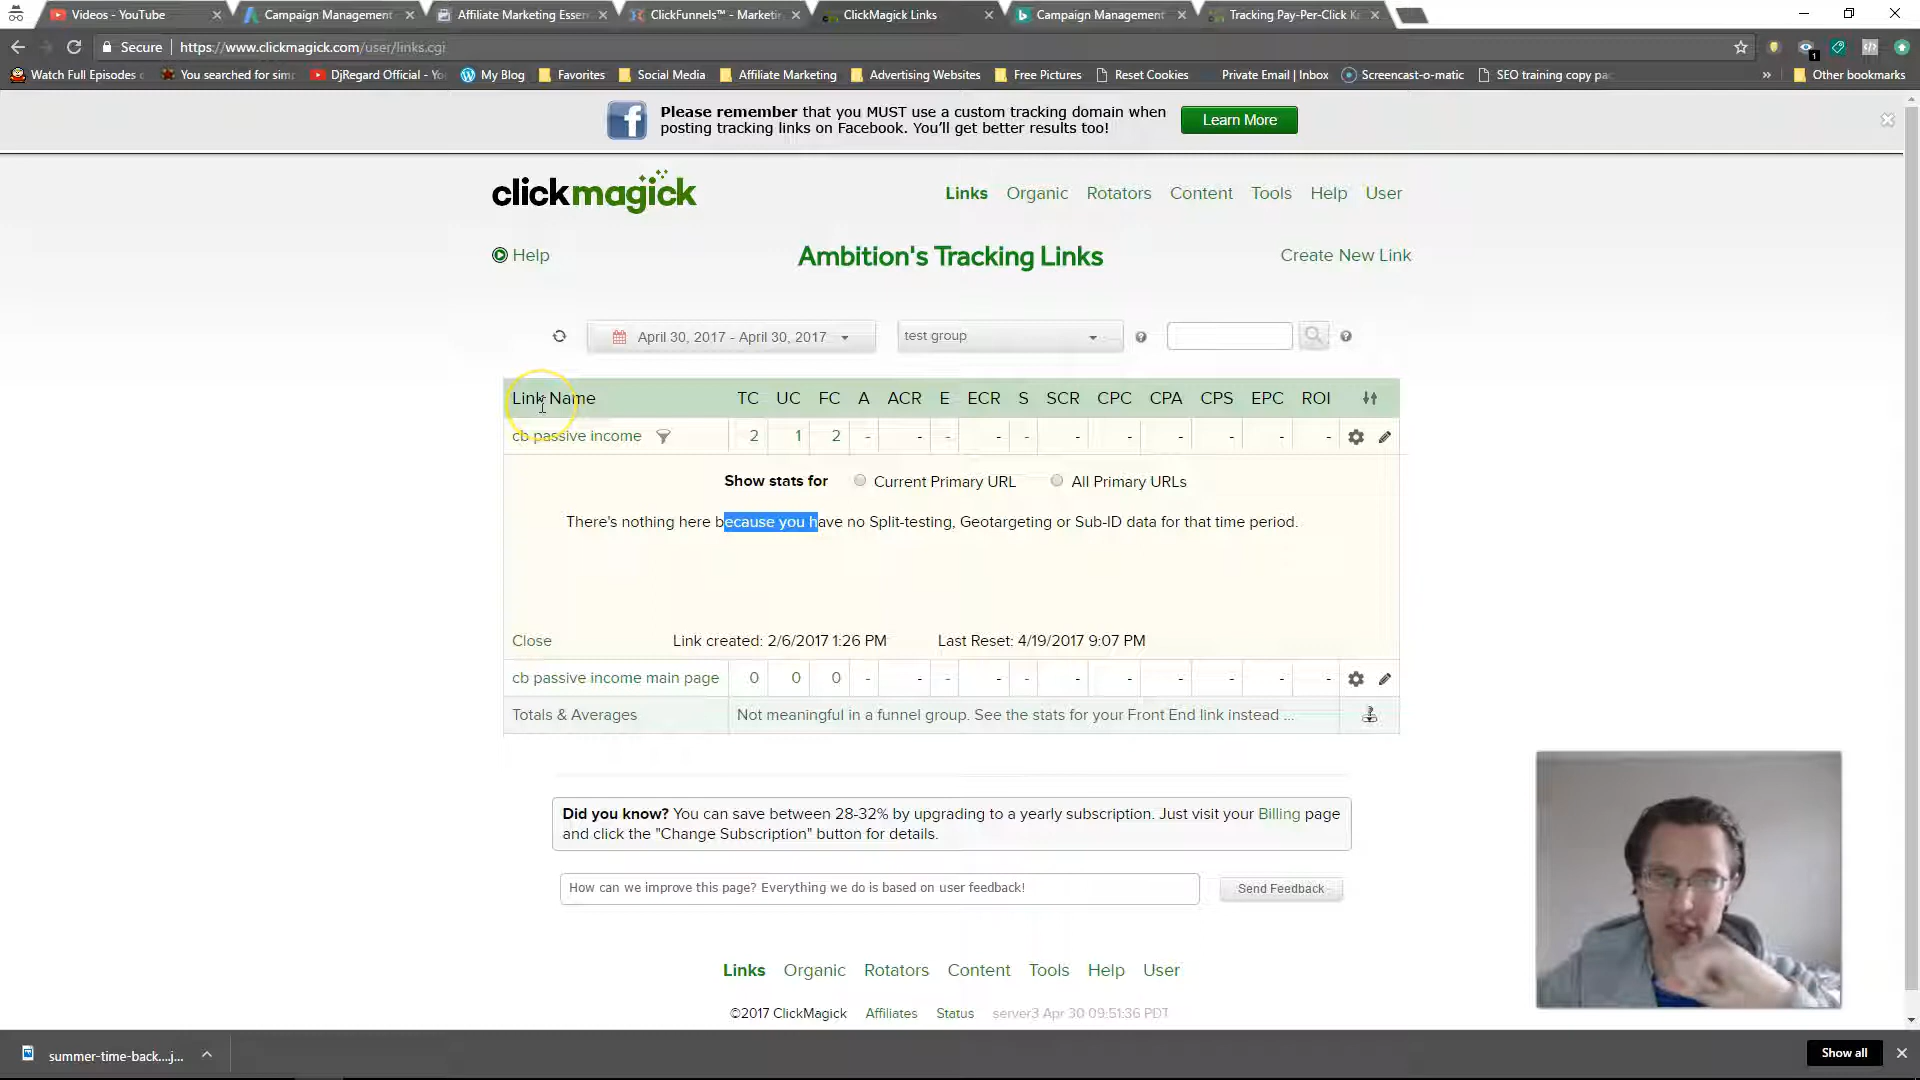 Videos - YouTube
Campaign Management
Affiliate Marketing Essen
ClickFunnels™ - Marketi
ClickMagick Links
Campaign Management
Tracking Pay-Per-Click K
Secure
https://www.clickmagick.com/user/links.cgi
Watch Full Episodes
You searched for sim
DjRegard Official - Yo
My Blog
Favorites
Social Media
Affiliate Marketing
Advertising Websites
Free Pictures
Reset Cookies
Private Email | Inbox
Screencast-o-matic
SEO training copy pa
»
Other bookmarks
Please remember that you MUST use a custom tracking domain when
posting tracking links on Facebook. You'll get better results too!
Learn More
clickmagick
Links Organic Rotators Content Tools Help User
Help
Ambition's Tracking Links
Create New Link
April 30, 2017 - April 30, 2017
test group
Link Name TC UC FC A ACR E ECR S SCR CPC CPA CPS EPC ROI
cb passive income 2 1 2 - - - - - - - - - - -
Show stats for Current Primary URL All Primary URLs
There's nothing here because you have no Split-testing, Geotargeting or Sub-ID data for that time period.
Close Link created: 2/6/2017 1:26 PM Last Reset: 4/19/2017 9:07 PM
cb passive income main page 0 0 0 - - - - - - - - - - -
Totals & Averages Not meaningful in a funnel group. See the stats for your Front End link instead ...
Did you know? You can save between 28-32% by upgrading to a yearly subscription. Just visit your Billing page
and click the "Change Subscription" button for details.
How can we improve this page? Everything we do is based on user feedback!
Send Feedback
Links Organic Rotators Content Tools Help User
©2017 ClickMagick Affiliates Status server3 Apr 30 09:51:36 PDT
summer-time-back....j...
Show all